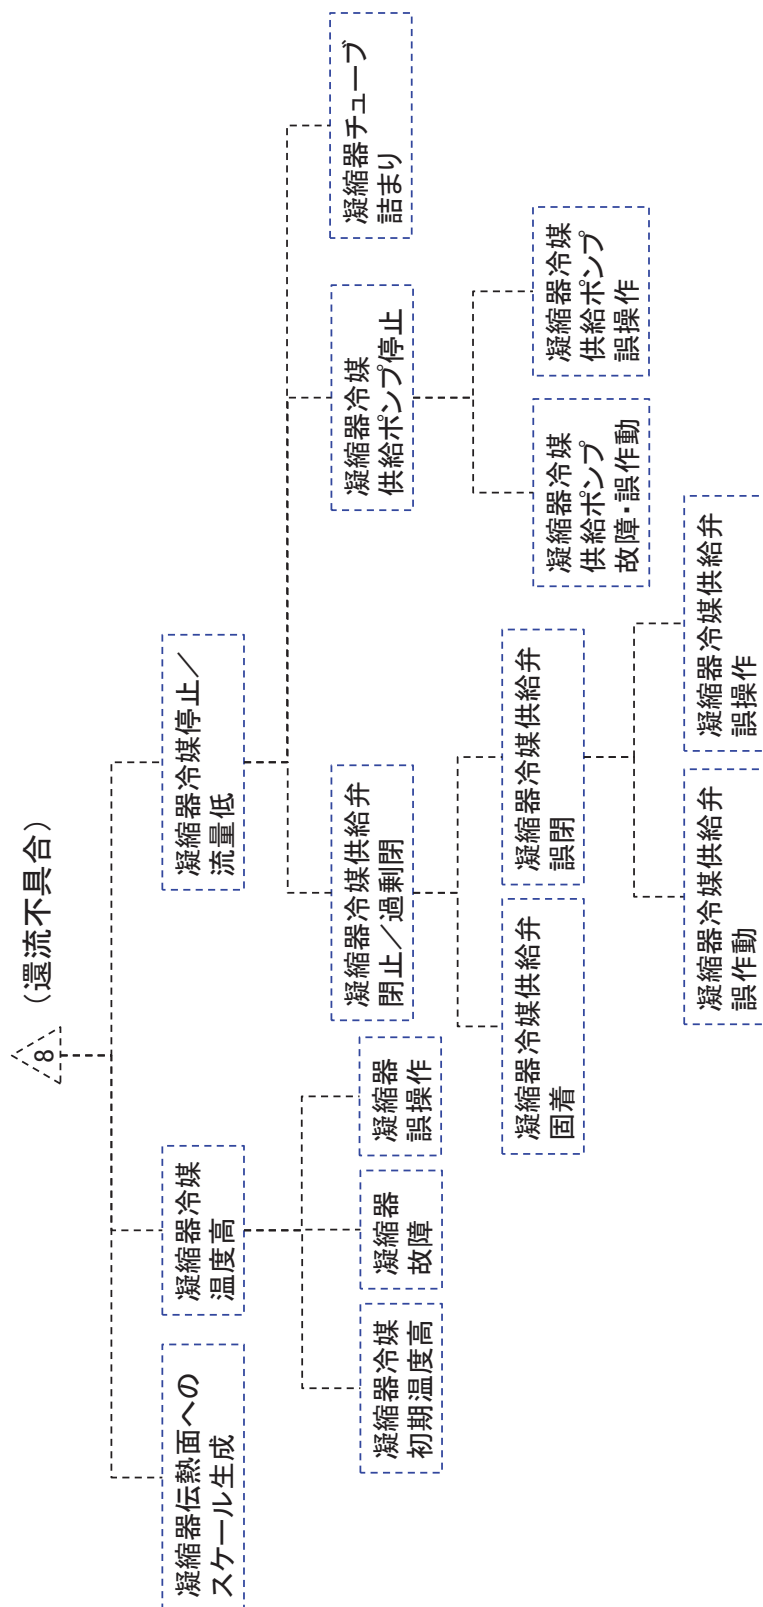 8
（還流不具合）
凝縮器伝熱面への
スケール生成
凝縮器冷媒
温度高
凝縮器冷媒停止／
流量低
凝縮器冷媒
初期温度高
凝縮器
故障
凝縮器
誤操作
凝縮器冷媒供給弁
閉止／過剰閉
凝縮器冷媒
供給ポンプ停止
凝縮器チューブ
詰まり
凝縮器冷媒供給弁
固着
凝縮器冷媒供給弁
誤閉
凝縮器冷媒
供給ポンプ
故障・誤作動
凝縮器冷媒
供給ポンプ
誤操作
凝縮器冷媒供給弁
誤作動
凝縮器冷媒供給弁
誤操作